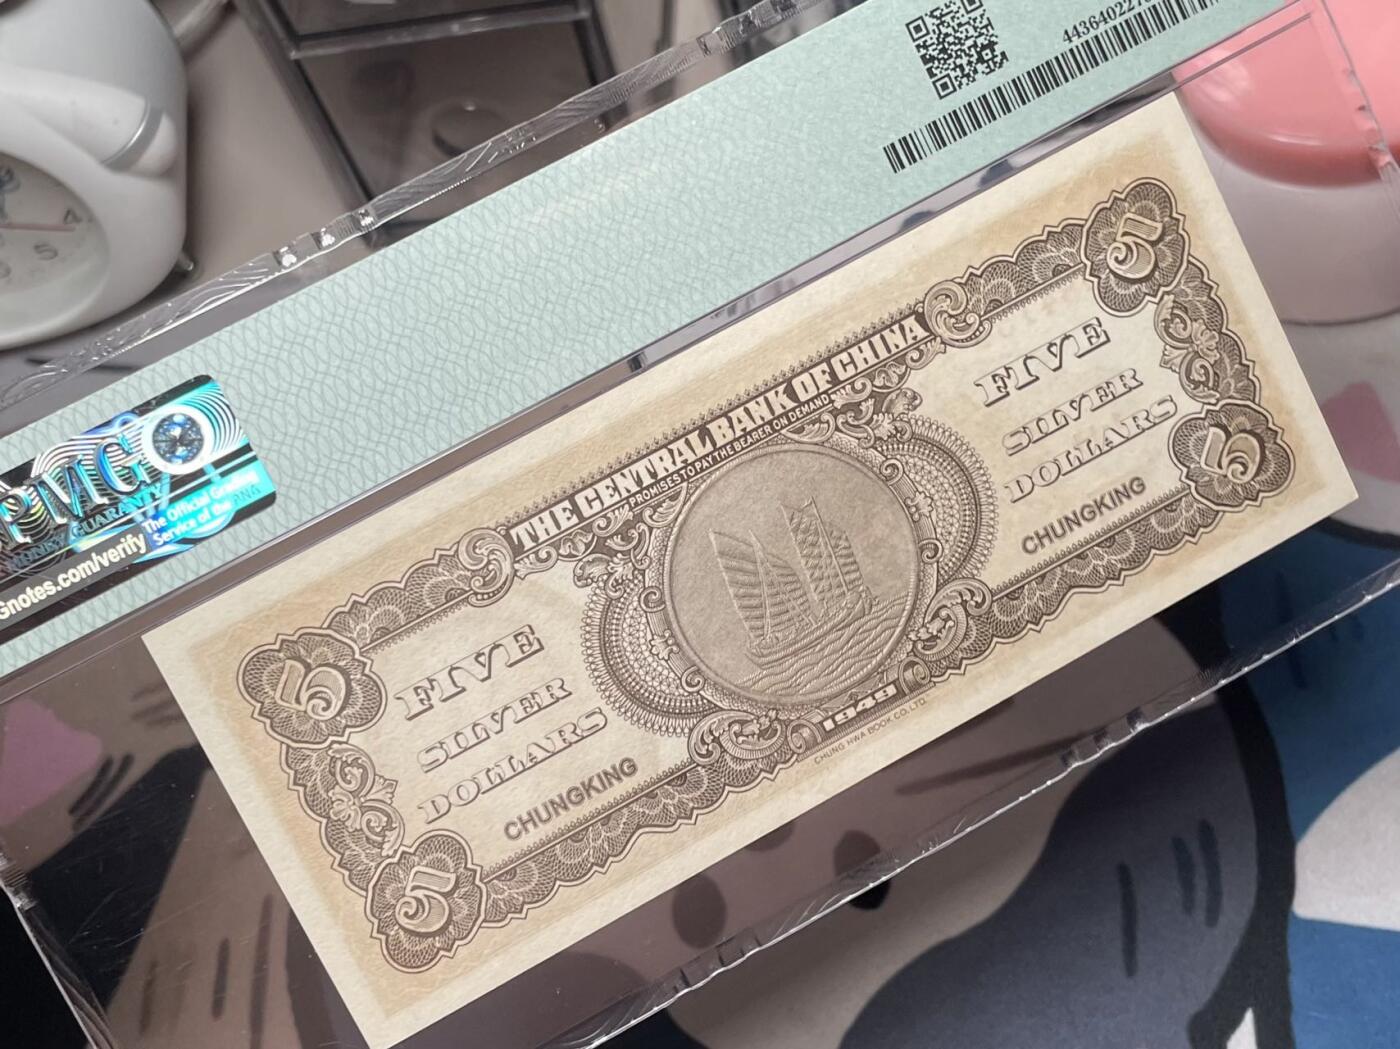 PMG
MONEY GUARANTY
The Official Grading
Service of the ANA
Gnotes.com/verify
THE CENTRAL BANK OF CHINA
PROMISES TO PAY THE BEARER ON DEMAND
5
5
FIVE
SILVER
DOLLARS
CHUNGKING
FIVE
SILVER
DOLLARS
CHUNGKING
5
5
1949
CHUNG HWA BOOK CO. LTD.